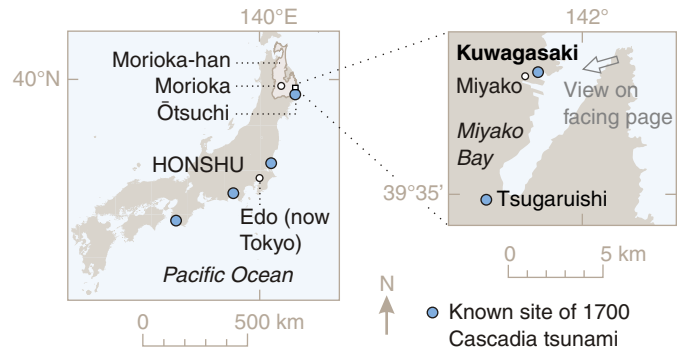 140°E
40°N
Morioka-han
Morioka
Ōtsuchi
HONSHU
Edo (now
Tokyo)
Pacific Ocean
0 500 km
142°
Kuwagasaki
Miyako
View on
facing page
Miyako
Bay
39°35'
Tsugaruishi
0 5 km
N
Known site of 1700
Cascadia tsunami